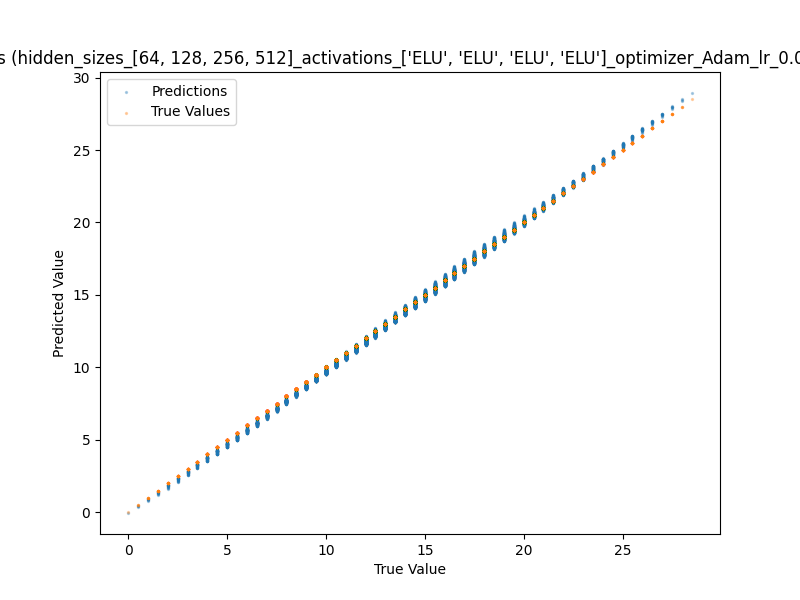 s (hidden_sizes_[64, 128, 256, 512]_activations_['ELU', 'ELU', 'ELU', 'ELU']_optimizer_Adam_lr_0.0
Predictions
True Values
30
25
20
15
10
5
0
Predicted Value
0 5 10 15 20 25
True Value